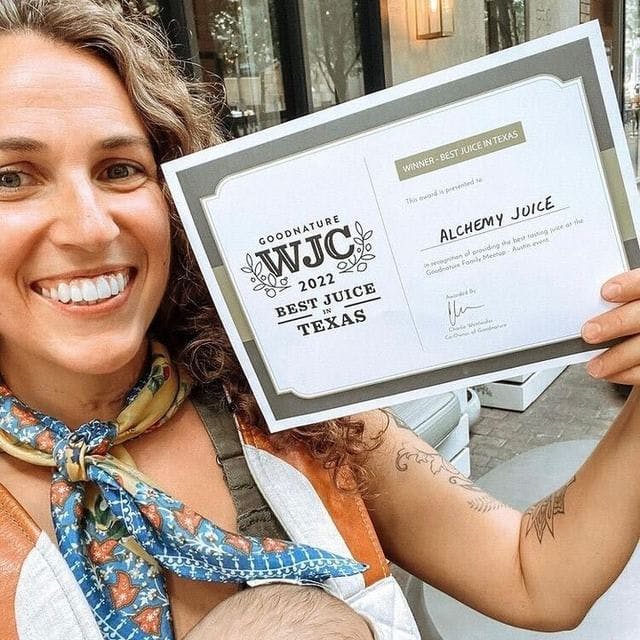 GOODNATURE
WJC
2022
BEST JUICE
IN
TEXAS
WINNER - BEST JUICE IN TEXAS
This award is presented to
ALCHEMY JUICE
in recognition of providing the best tasting juice at the
Goodnature Family Meetup - Austin event.
Awarded By
Charlie Wettlaufer
Co-Owner of Goodnature